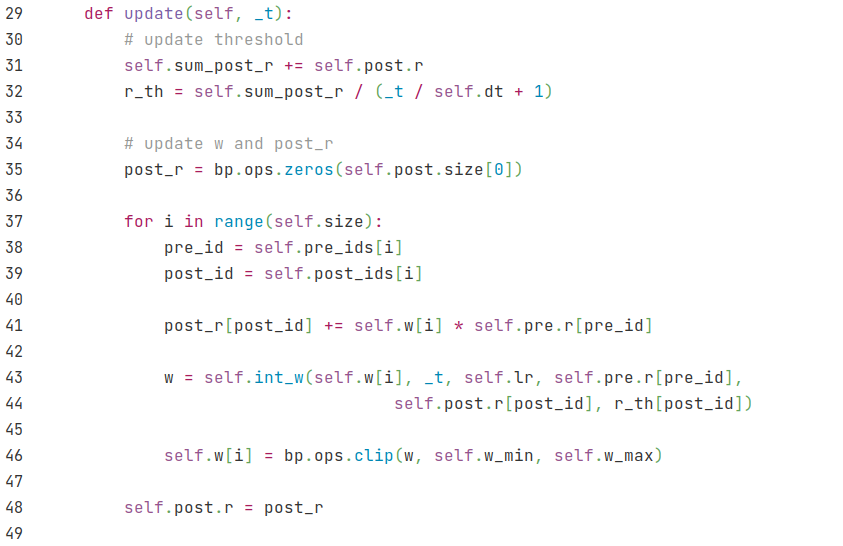 29      def update(self, _t):
30          # update threshold
31          self.sum_post_r += self.post.r
32          r_th = self.sum_post_r / (_t / self.dt + 1)
33
34          # update w and post_r
35          post_r = bp.ops.zeros(self.post.size[0])
36
37          for i in range(self.size):
38              pre_id = self.pre_ids[i]
39              post_id = self.post_ids[i]
40
41              post_r[post_id] += self.w[i] * self.pre.r[pre_id]
42
43              w = self.int_w(self.w[i], _t, self.lr, self.pre.r[pre_id],
44                                     self.post.r[post_id], r_th[post_id])
45
46              self.w[i] = bp.ops.clip(w, self.w_min, self.w_max)
47
48          self.post.r = post_r
49